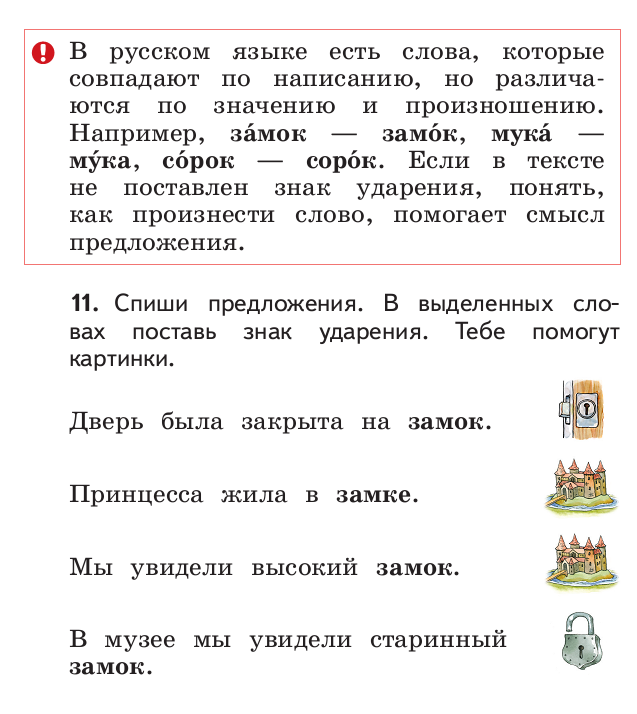 ! В русском языке есть слова, которые
совпадают по написанию, но различа-
ются по значению и произношению.
Например, за́мок — замо́к, мука́ —
му́ка, со́рок — соро́к. Если в тексте
не поставлен знак ударения, понять,
как произнести слово, помогает смысл
предложения.
11. Спиши предложения. В выделенных сло-
вах поставь знак ударения. Тебе помогут
картинки.
Дверь была закрыта на замок.
Принцесса жила в замке.
Мы увидели высокий замок.
В музее мы увидели старинный
замок.